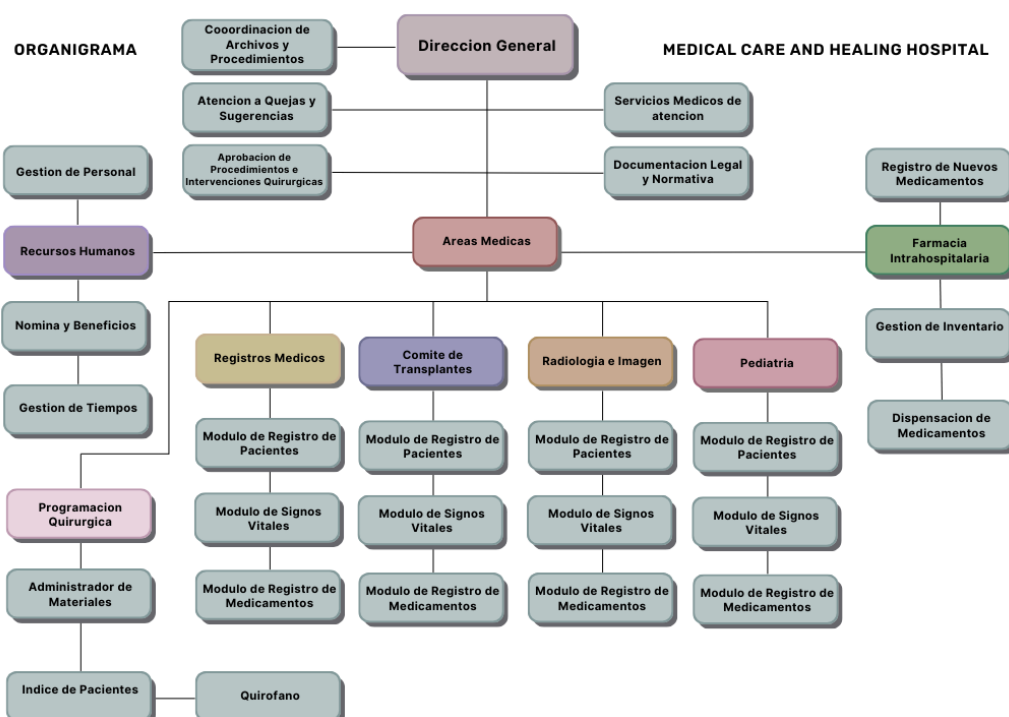 ORGANIGRAMA
MEDICAL CARE AND HEALING HOSPITAL
Cooordinacion de
Archivos y
Procedimientos
Direccion General
Atencion a Quejas y
Sugerencias
Servicios Medicos de
atencion
Aprobacion de
Procedimientos e
Intervenciones Quirurgicas
Documentacion Legal
y Normativa
Gestion de Personal
Registro de Nuevos
Medicamentos
Recursos Humanos
Areas Medicas
Farmacia
Intrahospitalaria
Nomina y Beneficios
Gestion de Inventario
Gestion de Tiempos
Dispensacion de
Medicamentos
Registros Medicos
Comite de
Transplantes
Radiologia e Imagen
Pediatria
Modulo de Registro de
Pacientes
Modulo de Registro de
Pacientes
Modulo de Registro de
Pacientes
Modulo de Registro de
Pacientes
Programacion
Quirurgica
Modulo de Signos
Vitales
Modulo de Signos
Vitales
Modulo de Signos
Vitales
Modulo de Signos
Vitales
Administrador de
Materiales
Modulo de Registro de
Medicamentos
Modulo de Registro de
Medicamentos
Modulo de Registro de
Medicamentos
Modulo de Registro de
Medicamentos
Indice de Pacientes
Quirofano